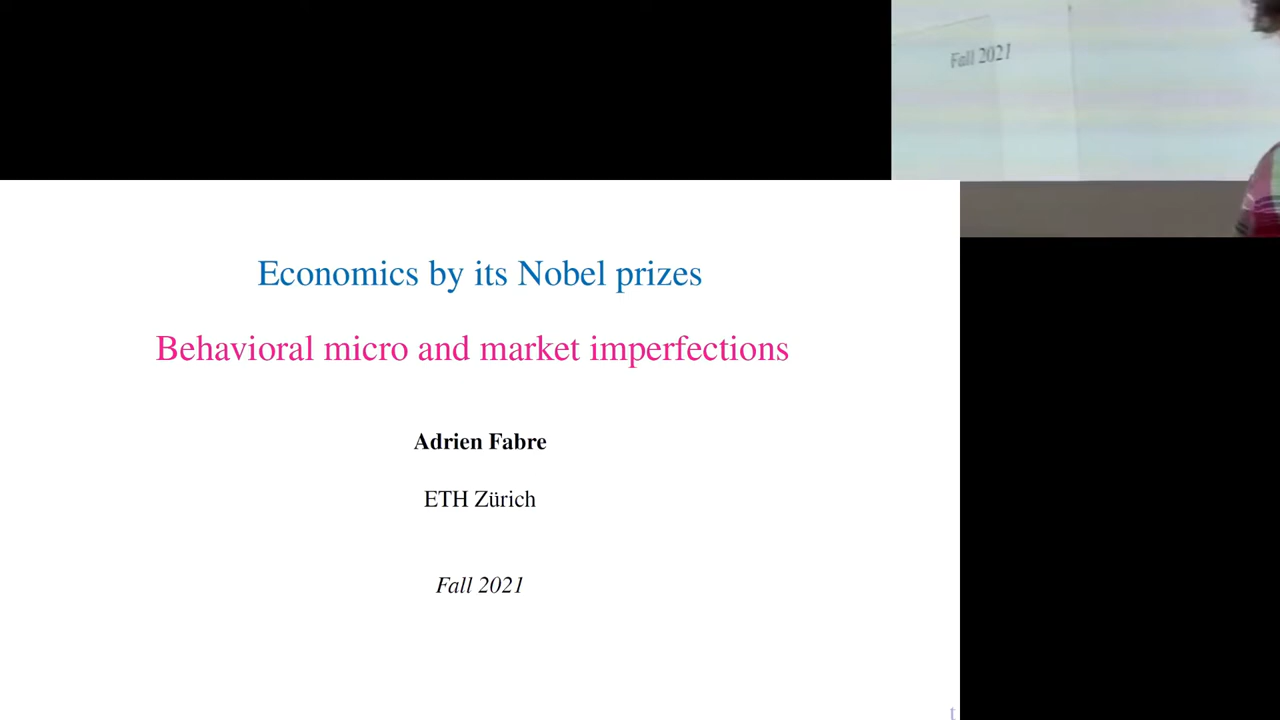 Fall 2021
Economics by its Nobel prizes
Behavioral micro and market imperfections
Adrien Fabre
ETH Zürich
Fall 2021
t